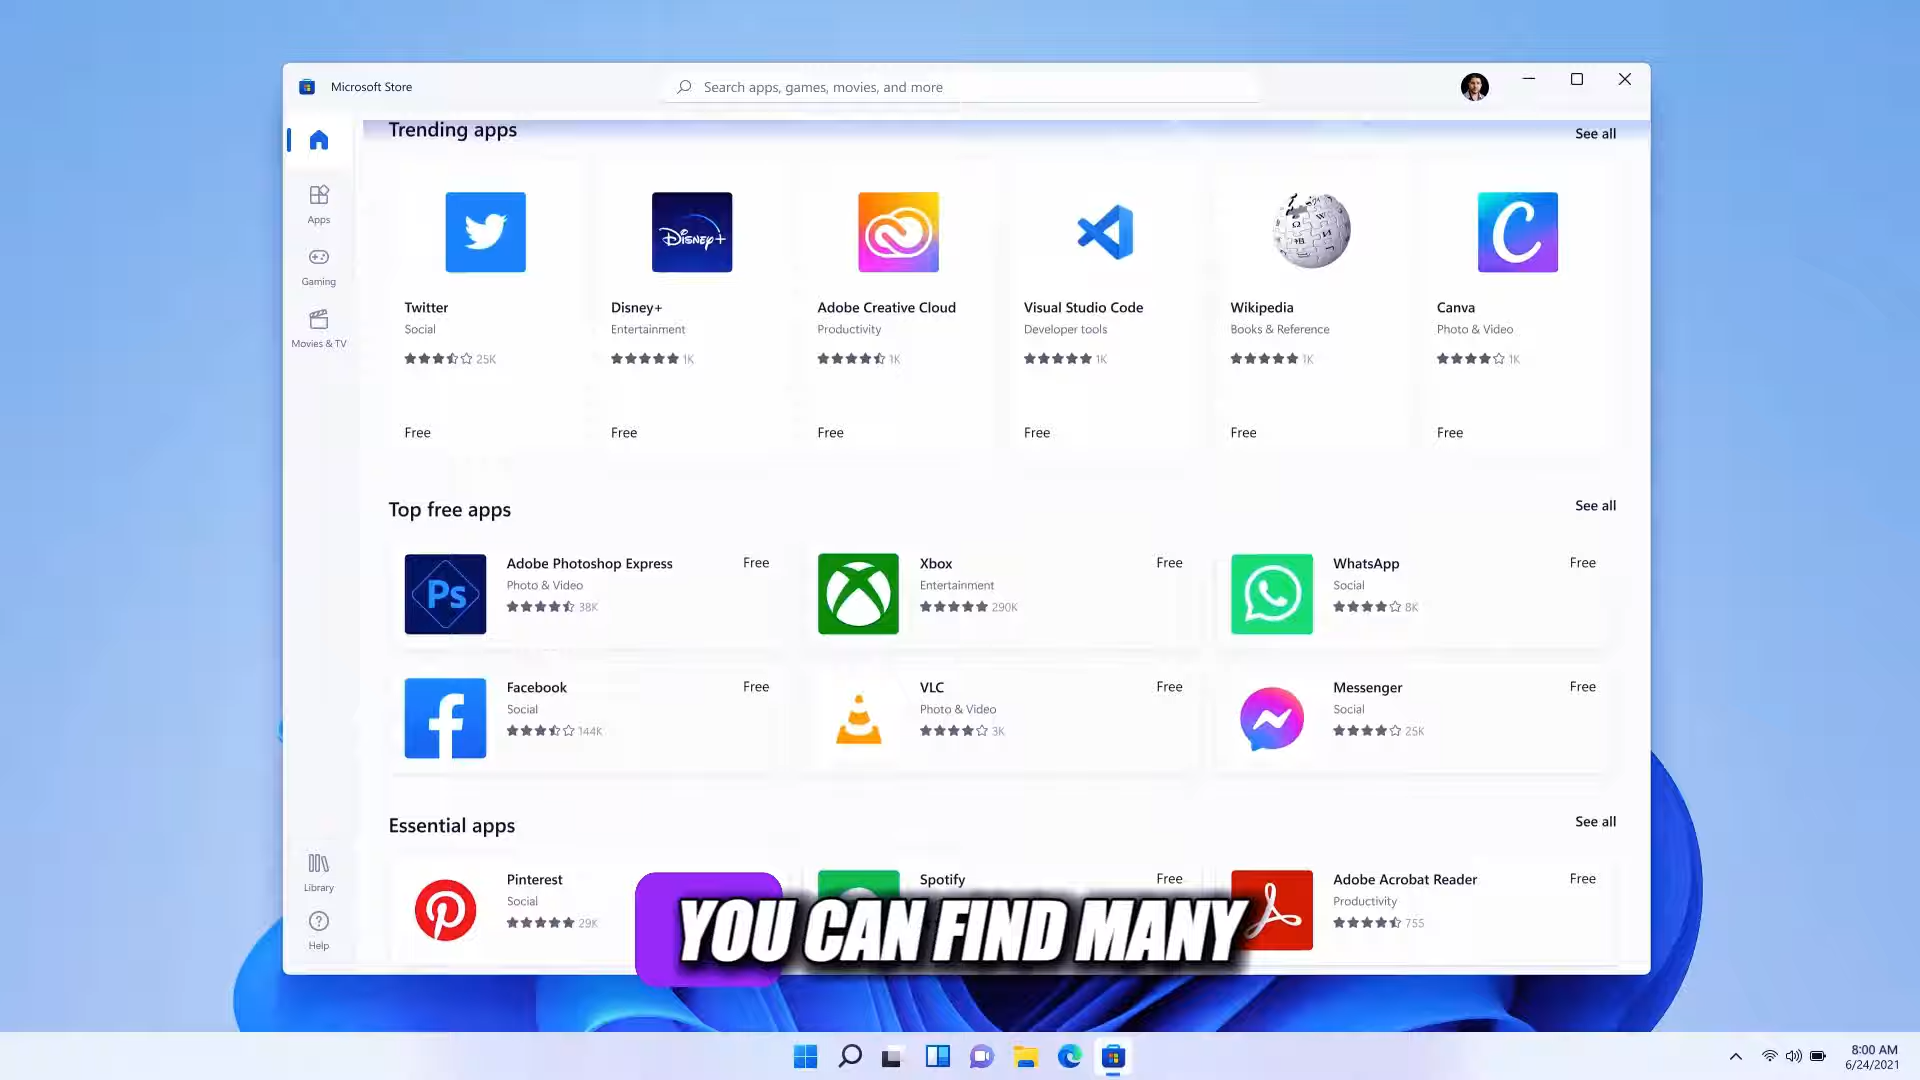 Microsoft Store
Search apps, games, movies, and more
Trending apps
See all
Apps
Gaming
Movies & TV
Library
Help
Disney+
C
Twitter
Social
25K
Free
Disney+
Entertainment
1K
Free
Adobe Creative Cloud
Productivity
1K
Free
Visual Studio Code
Developer tools
1K
Free
Wikipedia
Books & Reference
1K
Free
Canva
Photo & Video
1K
Free
Top free apps
See all
Ps
Adobe Photoshop Express
Free
Photo & Video
38K
Xbox
Free
Entertainment
290K
WhatsApp
Free
Social
8K
Facebook
Free
Social
144K
VLC
Free
Photo & Video
3K
Messenger
Free
Social
25K
Essential apps
See all
Pinterest
Social
29K
Spotify
Free
Adobe Acrobat Reader
Free
Productivity
755
YOU CAN FIND MANY
8:00 AM
6/24/2021